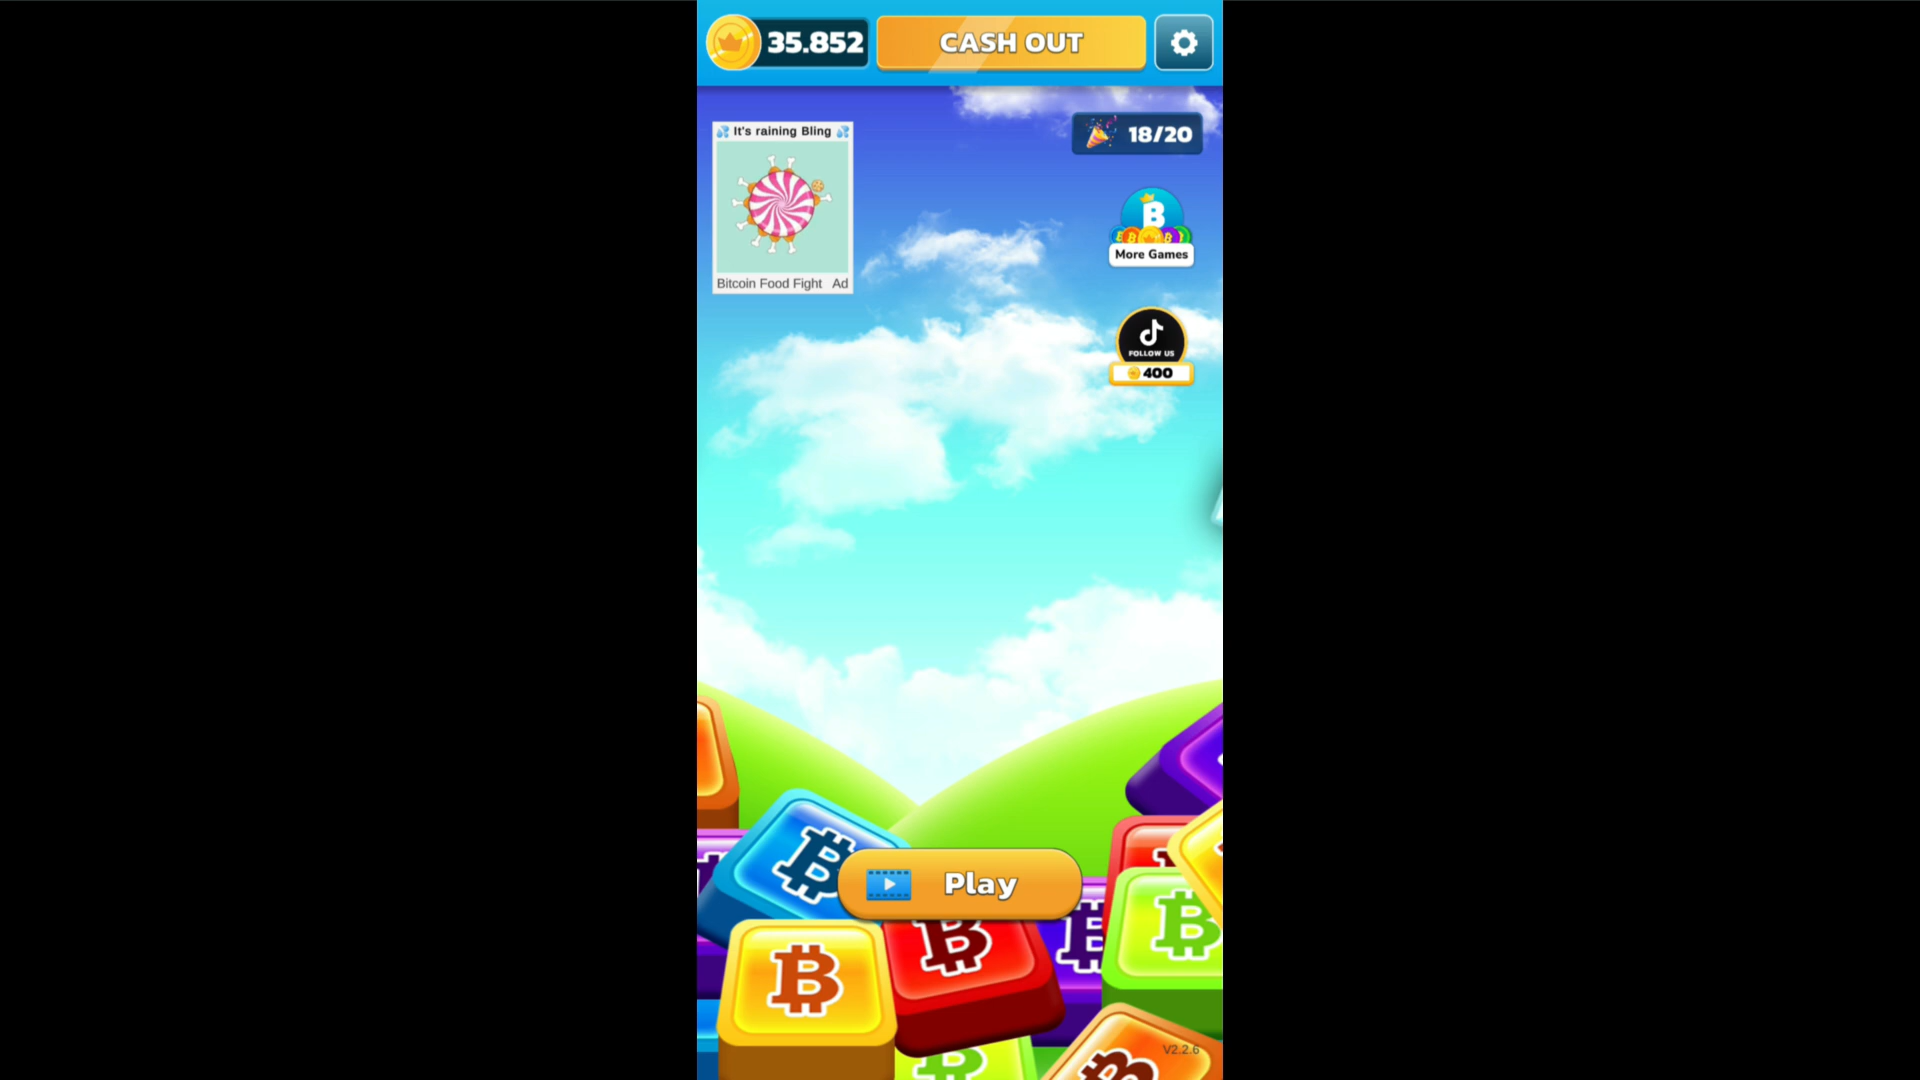 35.852
CASH OUT
💦 It's raining Bling 💦
Bitcoin Food Fight Ad
18/20
B
More Games
FOLLOW US
400
Play
V2.2.6